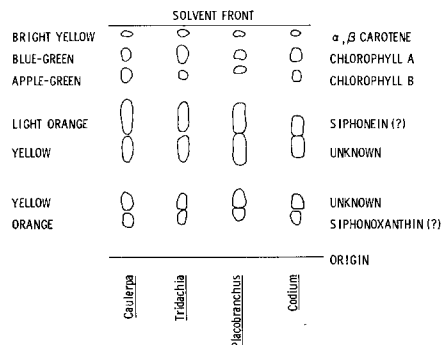 SOLVENT FRONT
BRIGHT YELLOW α, β CAROTENE
BLUE-GREEN CHLOROPHYLL A
APPLE-GREEN CHLOROPHYLL B
LIGHT ORANGE SIPHONEIN (?)
YELLOW UNKNOWN
YELLOW UNKNOWN
ORANGE SIPHONOXANTHIN (?)
ORIGIN
Caulerpa
Tridachia
Placobranchus
Codium